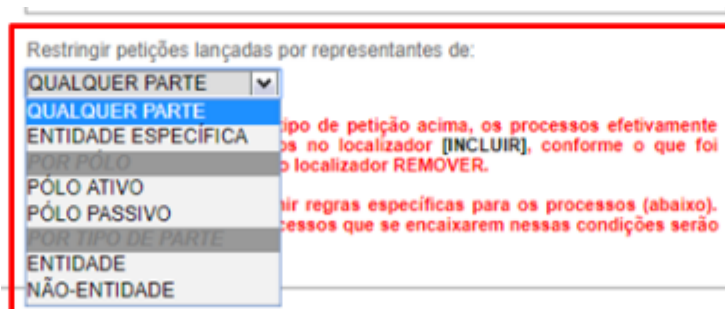 Restringir petições lançadas por representantes de:
QUALQUER PARTE
QUALQUER PARTE
ENTIDADE ESPECÍFICA
POR PÓLO
PÓLO ATIVO
PÓLO PASSIVO
POR TIPO DE PARTE
ENTIDADE
NÃO-ENTIDADE
tipo de petição acima, os processos efetivamente
os no localizador [INCLUIR], conforme o que foi
o localizador REMOVER.
nir regras específicas para os processos (abaixo).
cessos que se encaixarem nessas condições serão